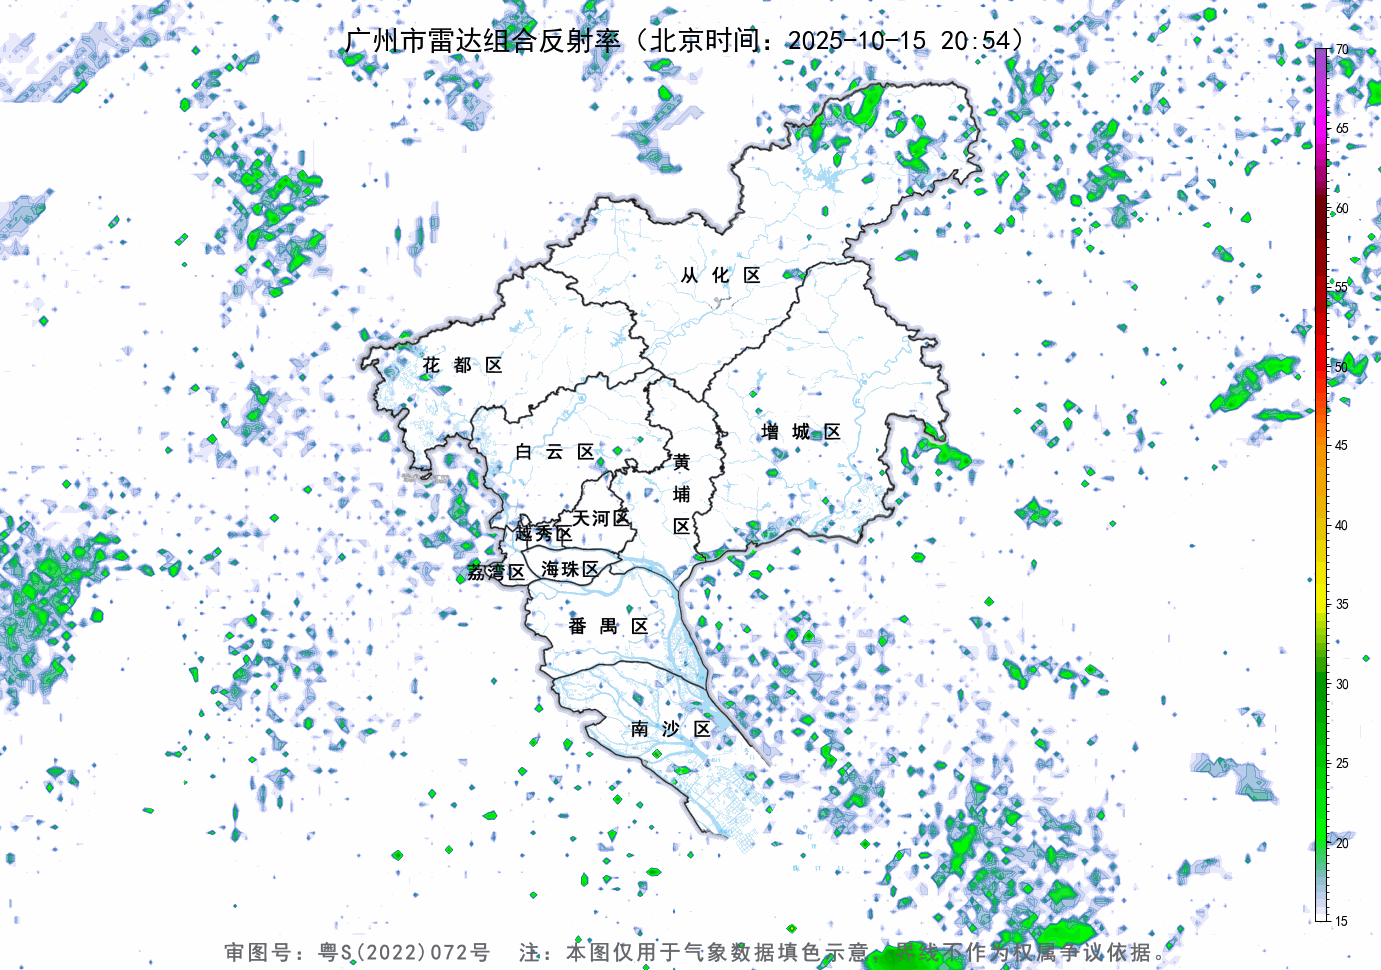 广州市雷达组合反射率（北京时间：2025-10-15 20:54）
70
65
60
55
50
45
40
35
30
25
20
15
从化区
花都区
增城区
白云区
黄埔区
天河区
越秀区
荔湾区
海珠区
番禺区
南沙区
审图号：粤S(2022)072号 注：本图仅用于气象数据填色示意，界线不作为权属争议依据。